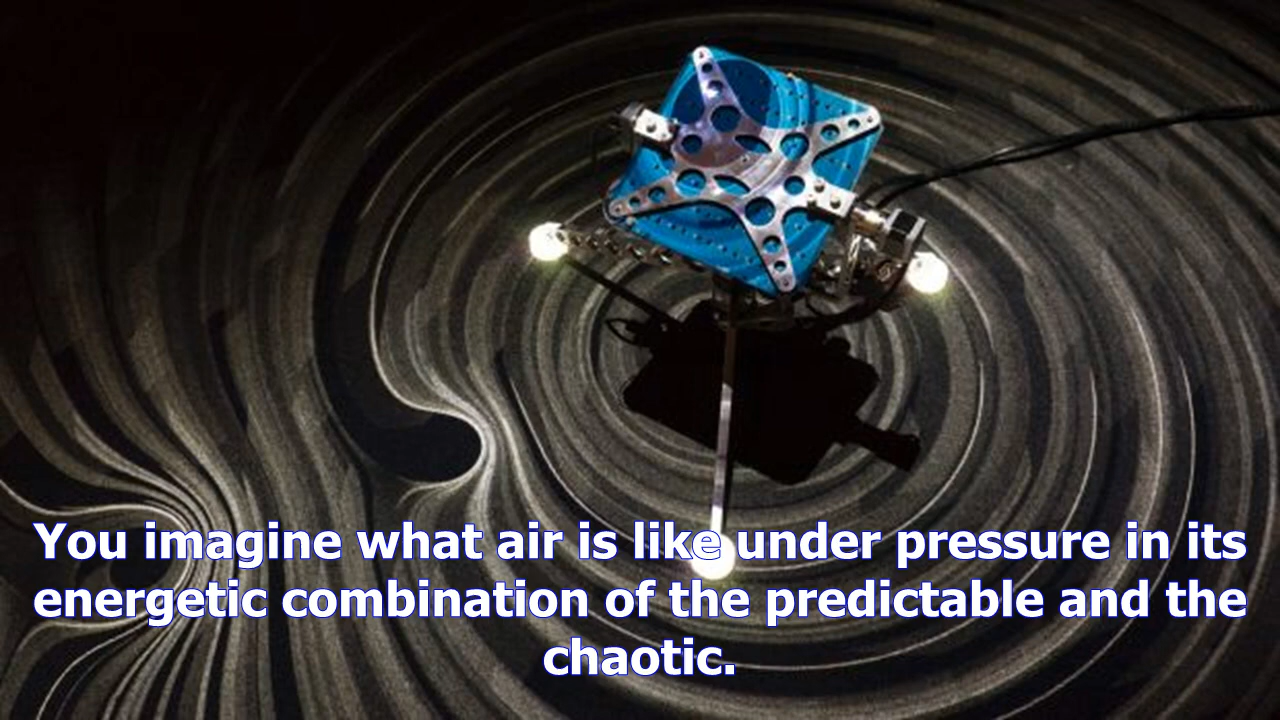 You imagine what air is like under pressure in its
energetic combination of the predictable and the
chaotic.